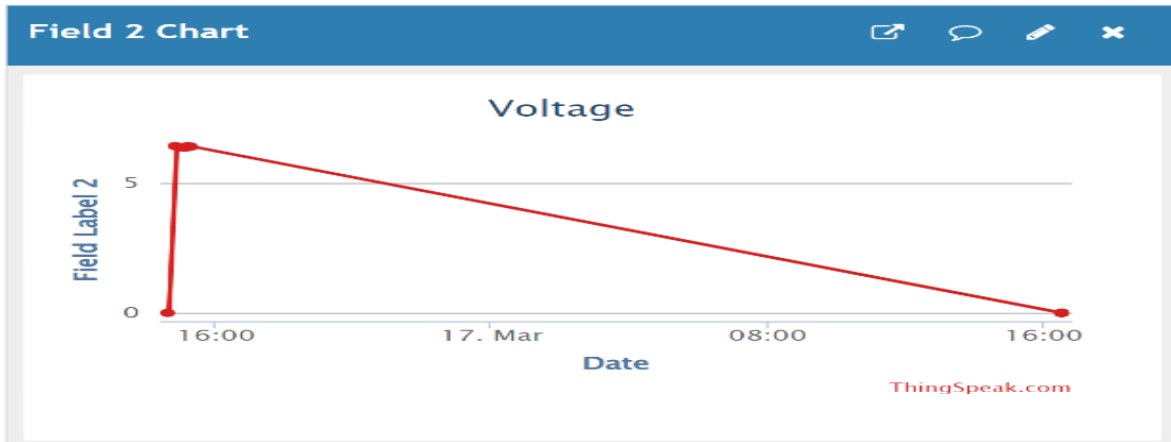 Field 2 Chart
Voltage
Field Label 2
5
0
16:00 17. Mar 08:00 16:00
Date
ThingSpeak.com